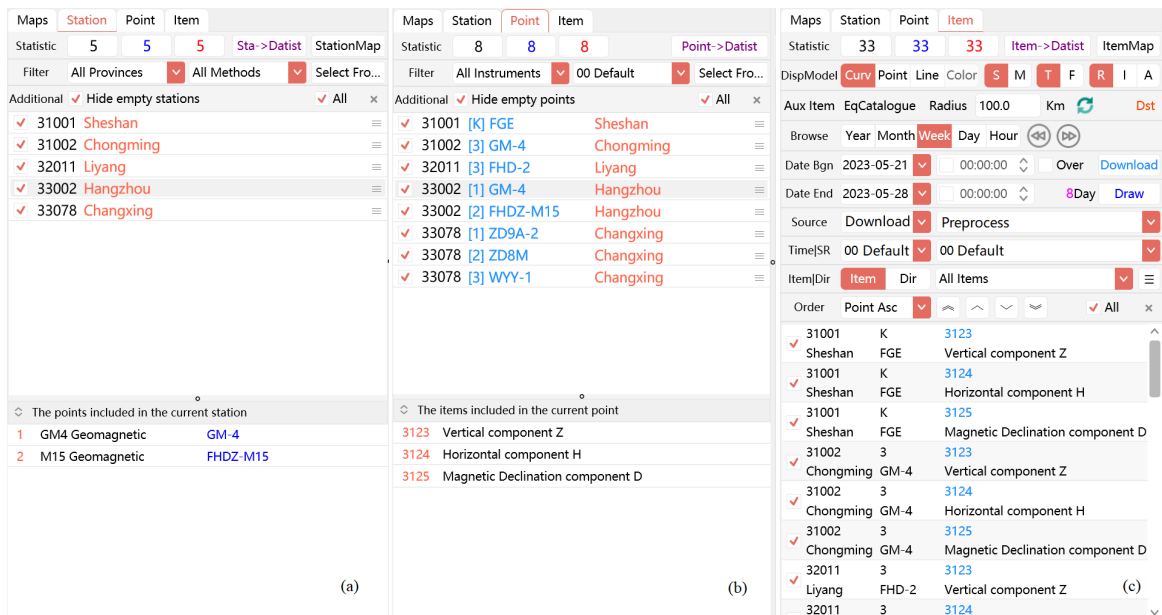 Maps Station Point Item
Statistic 5 5 5 Sta->Datist StationMap
Filter All Provinces All Methods Select Fro...
Additional Hide empty stations All ×
31001 Sheshan
31002 Chongming
32011 Liyang
33002 Hangzhou
33078 Changxing
The points included in the current station
1 GM4 Geomagnetic GM-4
2 M15 Geomagnetic FHDZ-M15
(a)
Maps Station Point Item
Statistic 8 8 8 Point->Datist
Filter All Instruments 00 Default Select Fro...
Additional Hide empty points All ×
31001 [K] FGE Sheshan
31002 [3] GM-4 Chongming
32011 [3] FHD-2 Liyang
33002 [1] GM-4 Hangzhou
33002 [2] FHDZ-M15 Hangzhou
33078 [1] ZD9A-2 Changxing
33078 [2] ZD8M Changxing
33078 [3] WYY-1 Changxing
The items included in the current point
3123 Vertical component Z
3124 Horizontal component H
3125 Magnetic Declination component D
(b)
Maps Station Point Item
Statistic 33 33 33 Item->Datist ItemMap
DispModel Curv Point Line Color S M T F R I A
Aux Item EqCatalogue Radius 100.0 Km Dst
Browse Year Month Week Day Hour
Date Bgn 2023-05-21 00:00:00 Over Download
Date End 2023-05-28 00:00:00 8Day Draw
Source Download Preprocess
Time|SR 00 Default 00 Default
Item|Dir Item Dir All Items
Order Point Asc All ×
31001 K 3123
Sheshan FGE Vertical component Z
31001 K 3124
Sheshan FGE Horizontal component H
31001 K 3125
Sheshan FGE Magnetic Declination component D
31002 3 3123
Chongming GM-4 Vertical component Z
31002 3 3124
Chongming GM-4 Horizontal component H
31002 3 3125
Chongming GM-4 Magnetic Declination component D
32011 3 3123
Liyang FHD-2 Vertical component Z
32011 3 3124
(c)